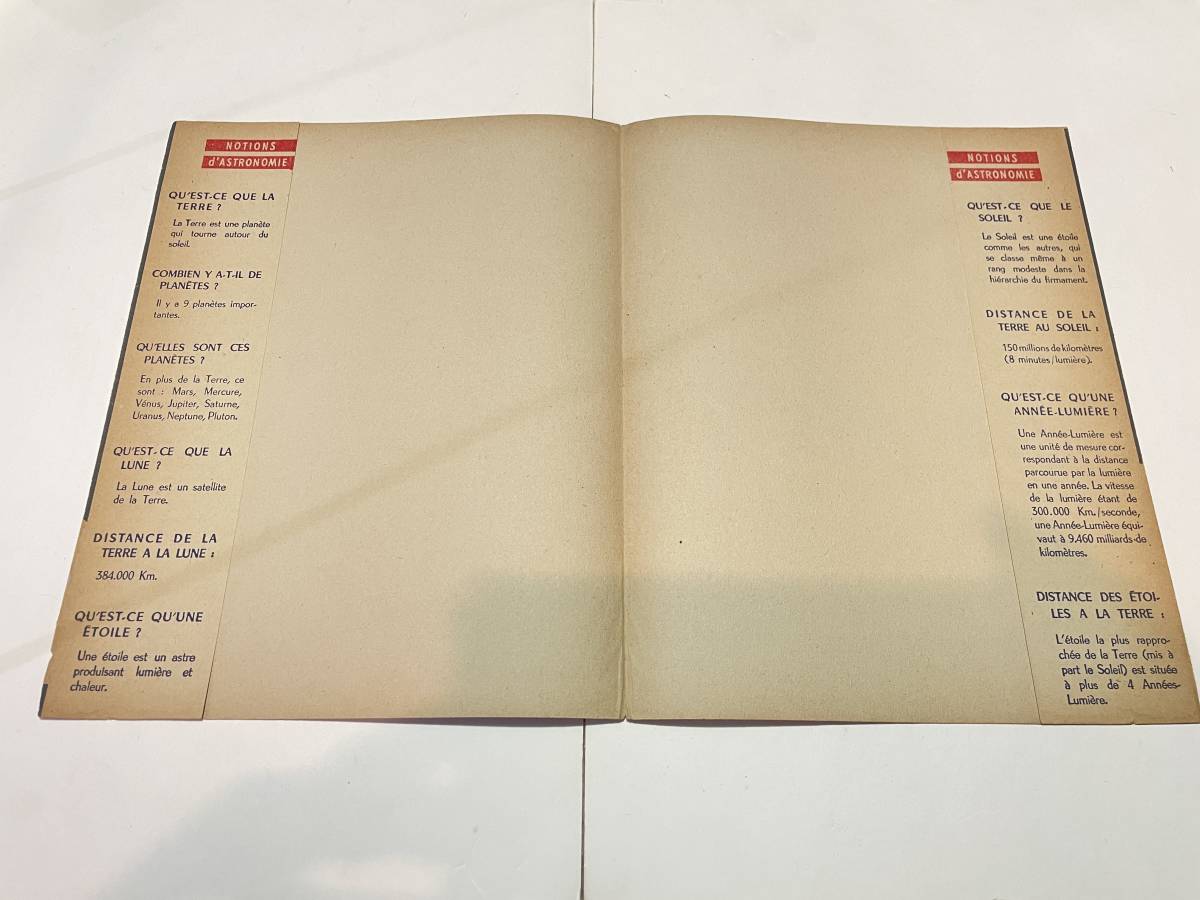 NOTIONS
d'ASTRONOMIE
QU'EST-CE QUE LA
TERRE ?
La Terre est une planète
qui tourne autour du
soleil.
COMBIEN Y A-T-IL DE
PLANÈTES ?
Il y a 9 planètes impor-
tantes.
QU'ELLES SONT CES
PLANÈTES ?
En plus de la Terre, ce
sont : Mars, Mercure,
Vénus, Jupiter, Saturne,
Uranus, Neptune, Pluton.
QU'EST-CE QUE LA
LUNE ?
La Lune est un satellite
de la Terre.
DISTANCE DE LA
TERRE A LA LUNE :
384.000 Km.
QU'EST-CE QU'UNE
ÉTOILE ?
Une étoile est un astre
produisant lumière et
chaleur.
NOTIONS
d'ASTRONOMIE
QU'EST-CE QUE LE
SOLEIL ?
Le Soleil est une étoile
comme les autres, qui
se classe même à un
rang modeste dans la
hiérarchie du firmament.
DISTANCE DE LA
TERRE AU SOLEIL :
150 millions de kilomètres
(8 minutes/lumière).
QU'EST-CE QU'UNE
ANNÉE-LUMIÈRE ?
Une Année-Lumière est
une unité de mesure cor-
respondant à la distance
parcourue par la lumière
en une année. La vitesse
de la lumière étant de
300.000 Km./seconde,
une Année-Lumière équi-
vaut à 9.460 milliards de
kilomètres.
DISTANCE DES ÉTOI-
LES A LA TERRE :
L'étoile la plus rappro-
chée de la Terre (mis à
part le Soleil) est située
à plus de 4 Années-
Lumière.